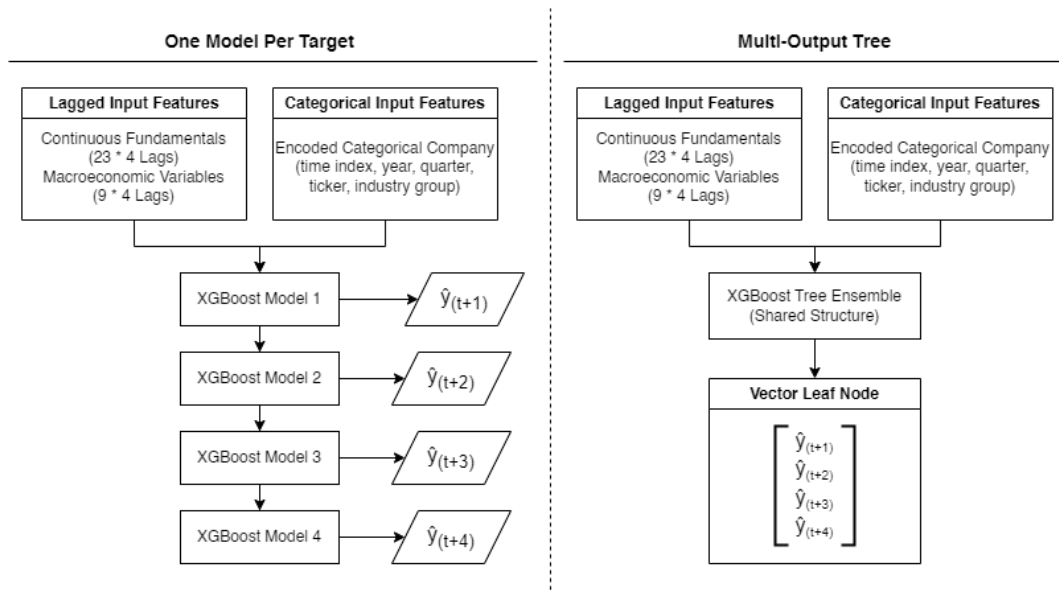 One Model Per Target
Lagged Input Features
Continuous Fundamentals
(23 * 4 Lags)
Macroeconomic Variables
(9 * 4 Lags)
Categorical Input Features
Encoded Categorical Company
(time index, year, quarter,
ticker, industry group)
XGBoost Model 1
ŷ(t+1)
XGBoost Model 2
ŷ(t+2)
XGBoost Model 3
ŷ(t+3)
XGBoost Model 4
ŷ(t+4)
Multi-Output Tree
Lagged Input Features
Continuous Fundamentals
(23 * 4 Lags)
Macroeconomic Variables
(9 * 4 Lags)
Categorical Input Features
Encoded Categorical Company
(time index, year, quarter,
ticker, industry group)
XGBoost Tree Ensemble
(Shared Structure)
Vector Leaf Node
ŷ(t+1)
ŷ(t+2)
ŷ(t+3)
ŷ(t+4)